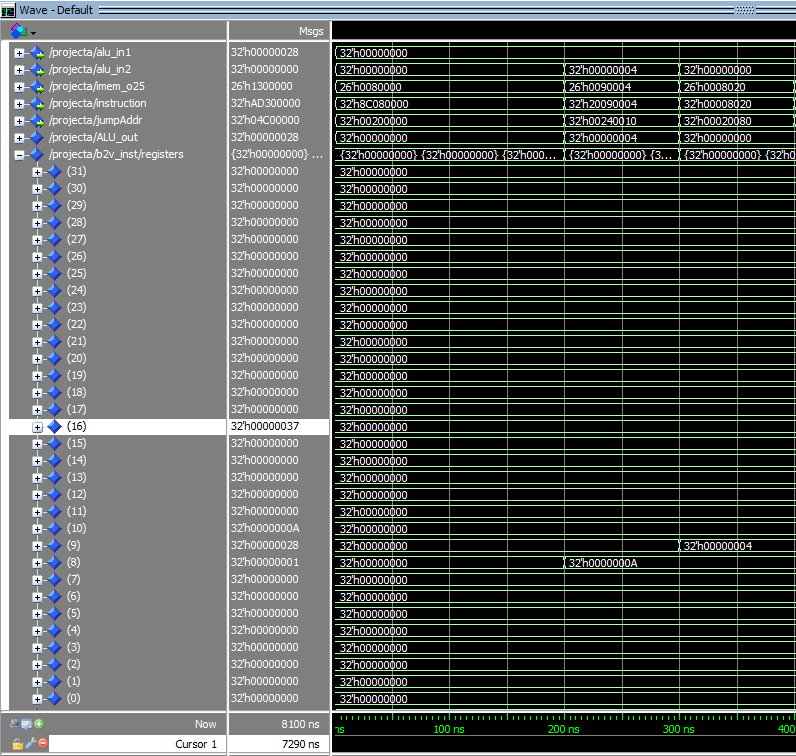 Wave - Default
Msgs
/projecta/alu_in1 32'h00000028 32'h00000000
/projecta/alu_in2 32'h00000000 32'h00000000 32'h00000004 32'h00000000
/projecta/imem_o25 26'h1300000 26'h0080000 26'h0090004 26'h0008020
/projecta/instruction 32'hAD300000 32'h8C080000 32'h20090004 32'h00008020
/projecta/jumpAddr 32'h04C00000 32'h00200000 32'h00240010 32'h00020080
/projecta/ALU_out 32'h00000028 32'h00000000 32'h00000004 32'h00000000
/projecta/b2v_inst/registers {32'h00000000} ... {32'h00000000} {32'h00000000} {32'h000... {32'h00000000} {3... {32'h00000000} {32'h0
(31) 32'h00000000 32'h00000000
(30) 32'h00000000 32'h00000000
(29) 32'h00000000 32'h00000000
(28) 32'h00000000 32'h00000000
(27) 32'h00000000 32'h00000000
(26) 32'h00000000 32'h00000000
(25) 32'h00000000 32'h00000000
(24) 32'h00000000 32'h00000000
(23) 32'h00000000 32'h00000000
(22) 32'h00000000 32'h00000000
(21) 32'h00000000 32'h00000000
(20) 32'h00000000 32'h00000000
(19) 32'h00000000 32'h00000000
(18) 32'h00000000 32'h00000000
(17) 32'h00000000 32'h00000000
(16) 32'h00000037 32'h00000000
(15) 32'h00000000 32'h00000000
(14) 32'h00000000 32'h00000000
(13) 32'h00000000 32'h00000000
(12) 32'h00000000 32'h00000000
(11) 32'h00000000 32'h00000000
(10) 32'h0000000A 32'h00000000
(9) 32'h00000028 32'h00000000 32'h00000004
(8) 32'h00000001 32'h00000000 32'h0000000A
(7) 32'h00000000 32'h00000000
(6) 32'h00000000 32'h00000000
(5) 32'h00000000 32'h00000000
(4) 32'h00000000 32'h00000000
(3) 32'h00000000 32'h00000000
(2) 32'h00000000 32'h00000000
(1) 32'h00000000 32'h00000000
(0) 32'h00000000 32'h00000000
Now 8100 ns ns 100 ns 200 ns 300 ns 400
Cursor 1 7290 ns